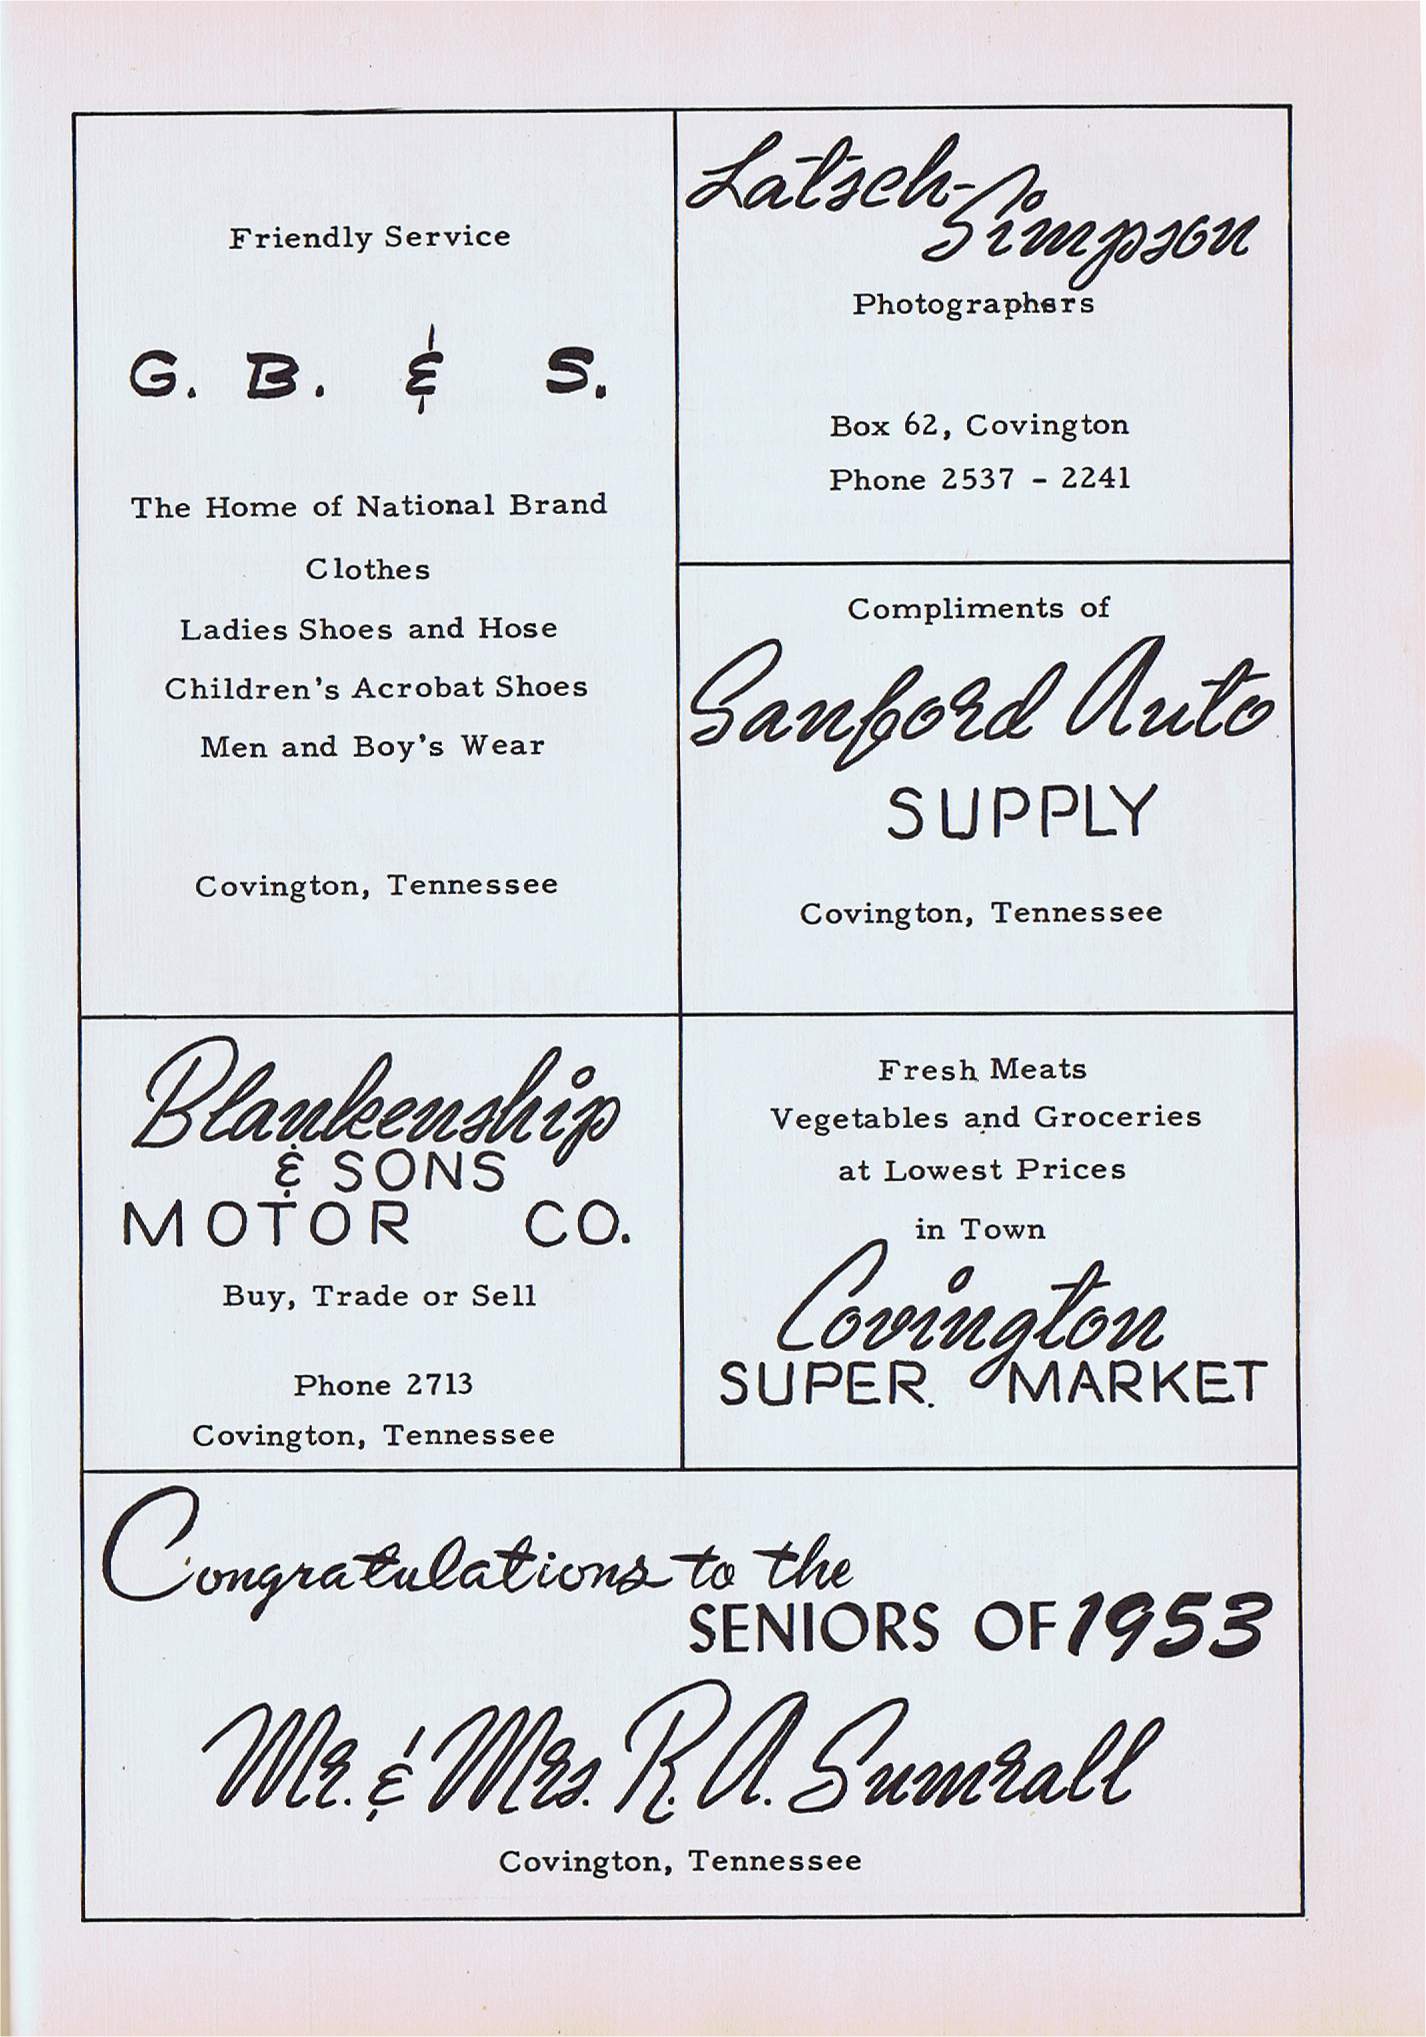 Friendly Service
G. B. & S.
The Home of National Brand
Clothes
Ladies Shoes and Hose
Children's Acrobat Shoes
Men and Boy's Wear
Covington, Tennessee
Latsch-
Simpson
Photographers
Box 62, Covington
Phone 2537 - 2241
Compliments of
Sanford Auto
SUPPLY
Covington, Tennessee
Blankenship
& SONS
MOTOR CO.
Buy, Trade or Sell
Phone 2713
Covington, Tennessee
Fresh Meats
Vegetables and Groceries
at Lowest Prices
in Town
Covington
SUPER MARKET
Congratulations to the
SENIORS OF 1953
Mr. & Mrs. R. A. Sumrall
Covington, Tennessee